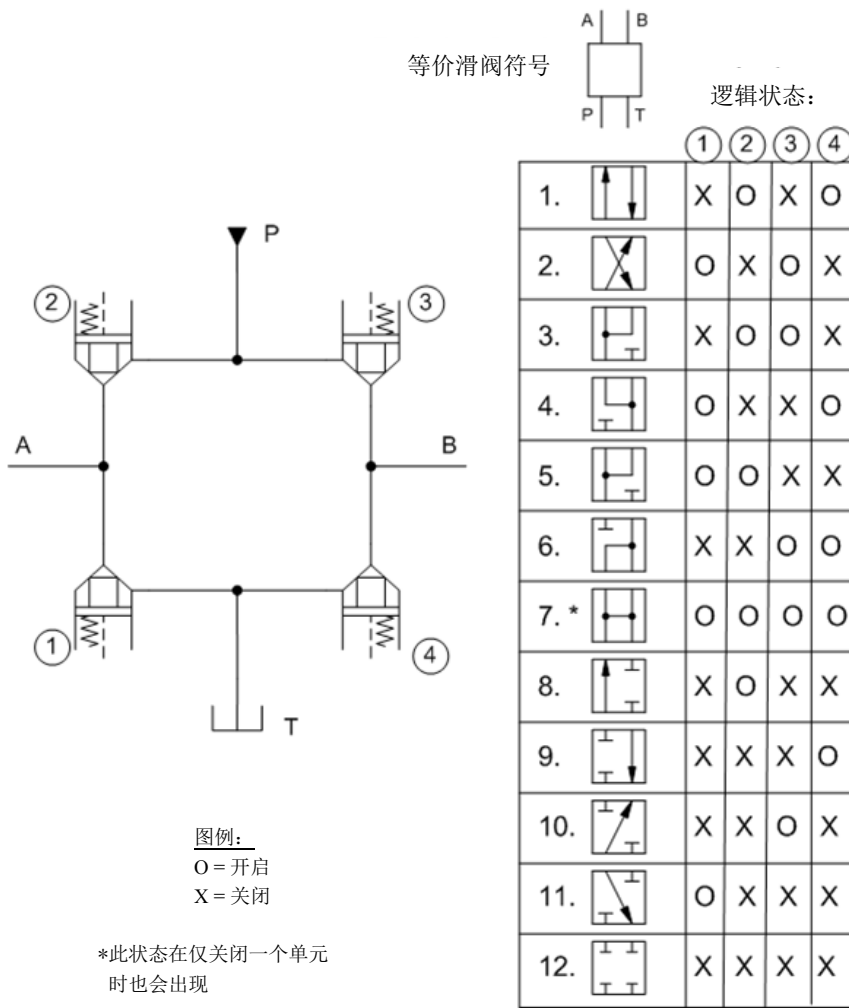 A B
等价滑阀符号
P T
逻辑状态：
① ② ③ ④
1. X O X O
2. O X O X
3. X O O X
4. O X X O
5. O O X X
6. X X O O
7. * O O O O
8. X O X X
9. X X X O
10. X X O X
11. O X X X
12. X X X X
P
② ③
A B
① ④
T
图例：
O = 开启
X = 关闭
*此状态在仅关闭一个单元
时也会出现